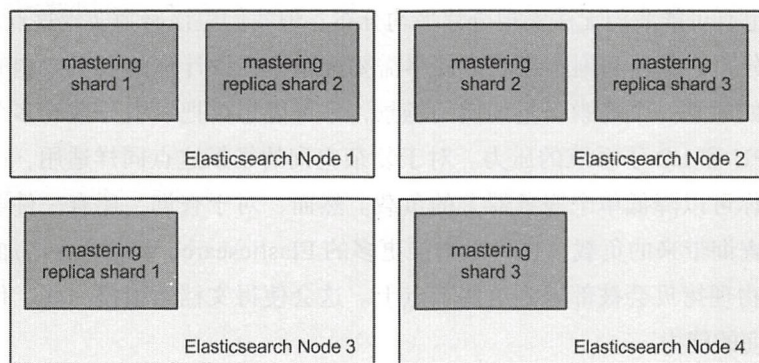 mastering
shard 1
mastering
replica shard 2
Elasticsearch Node 1
mastering
shard 2
mastering
replica shard 3
Elasticsearch Node 2
mastering
replica shard 1
Elasticsearch Node 3
mastering
shard 3
Elasticsearch Node 4